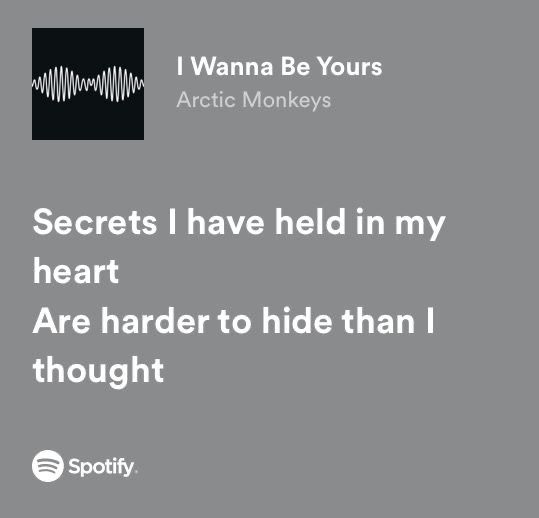 I Wanna Be Yours
Arctic Monkeys
Secrets I have held in my
heart
Are harder to hide than I
thought
Spotify